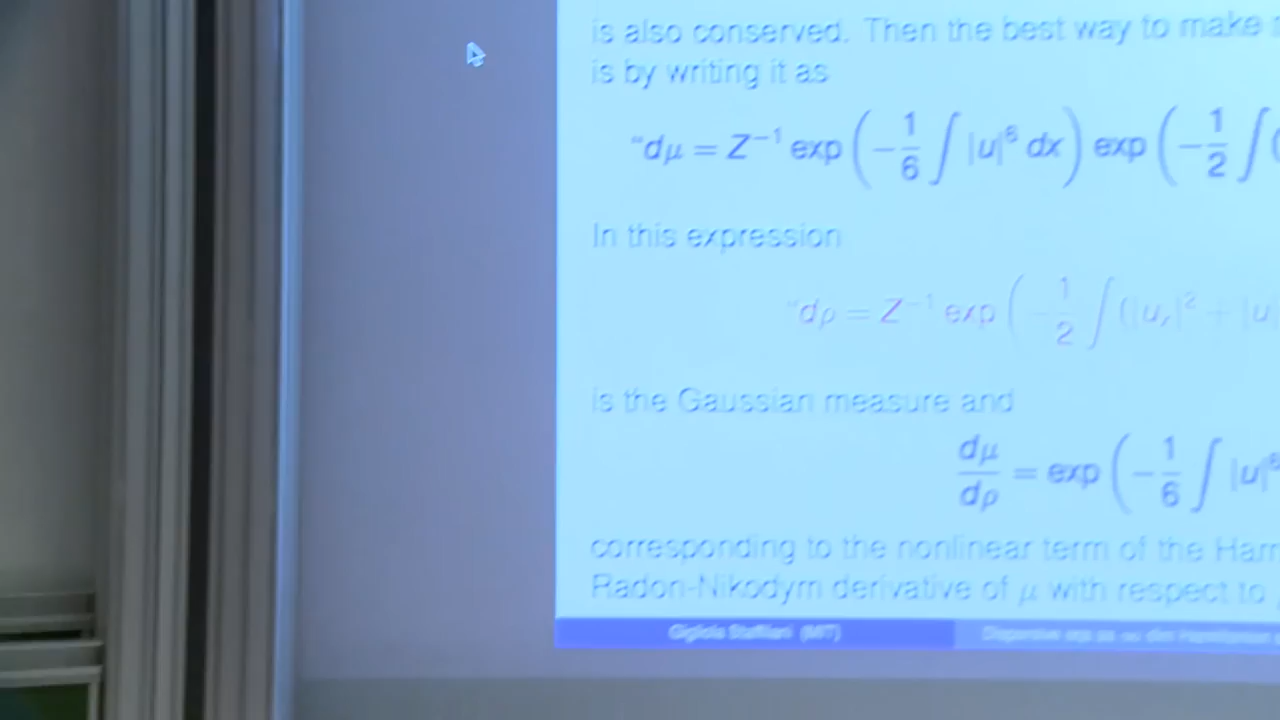 is also conserved. Then the best way to make
is by writing it as
"dμ = Z⁻¹ exp (−1/6 ∫ |u|⁶ dx) exp (−1/2 ∫ (
In this expression
"dρ = Z⁻¹ exp (−1/2 ∫ (|uₓ|² + |u|
is the Gaussian measure and
dμ/dρ = exp (−1/6 ∫ |u|⁶
corresponding to the nonlinear term of the Ham
Radon-Nikodym derivative of μ with respect to
Gigliola Staffilani (MIT)